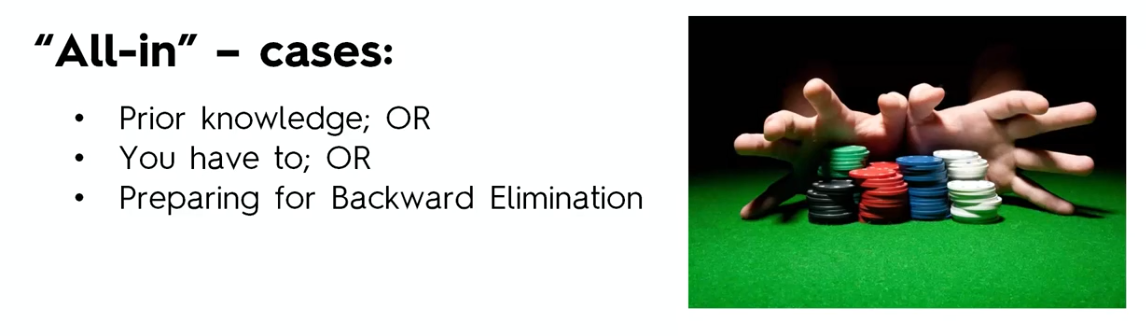 “All-in” – cases:
• Prior knowledge; OR
• You have to; OR
• Preparing for Backward Elimination